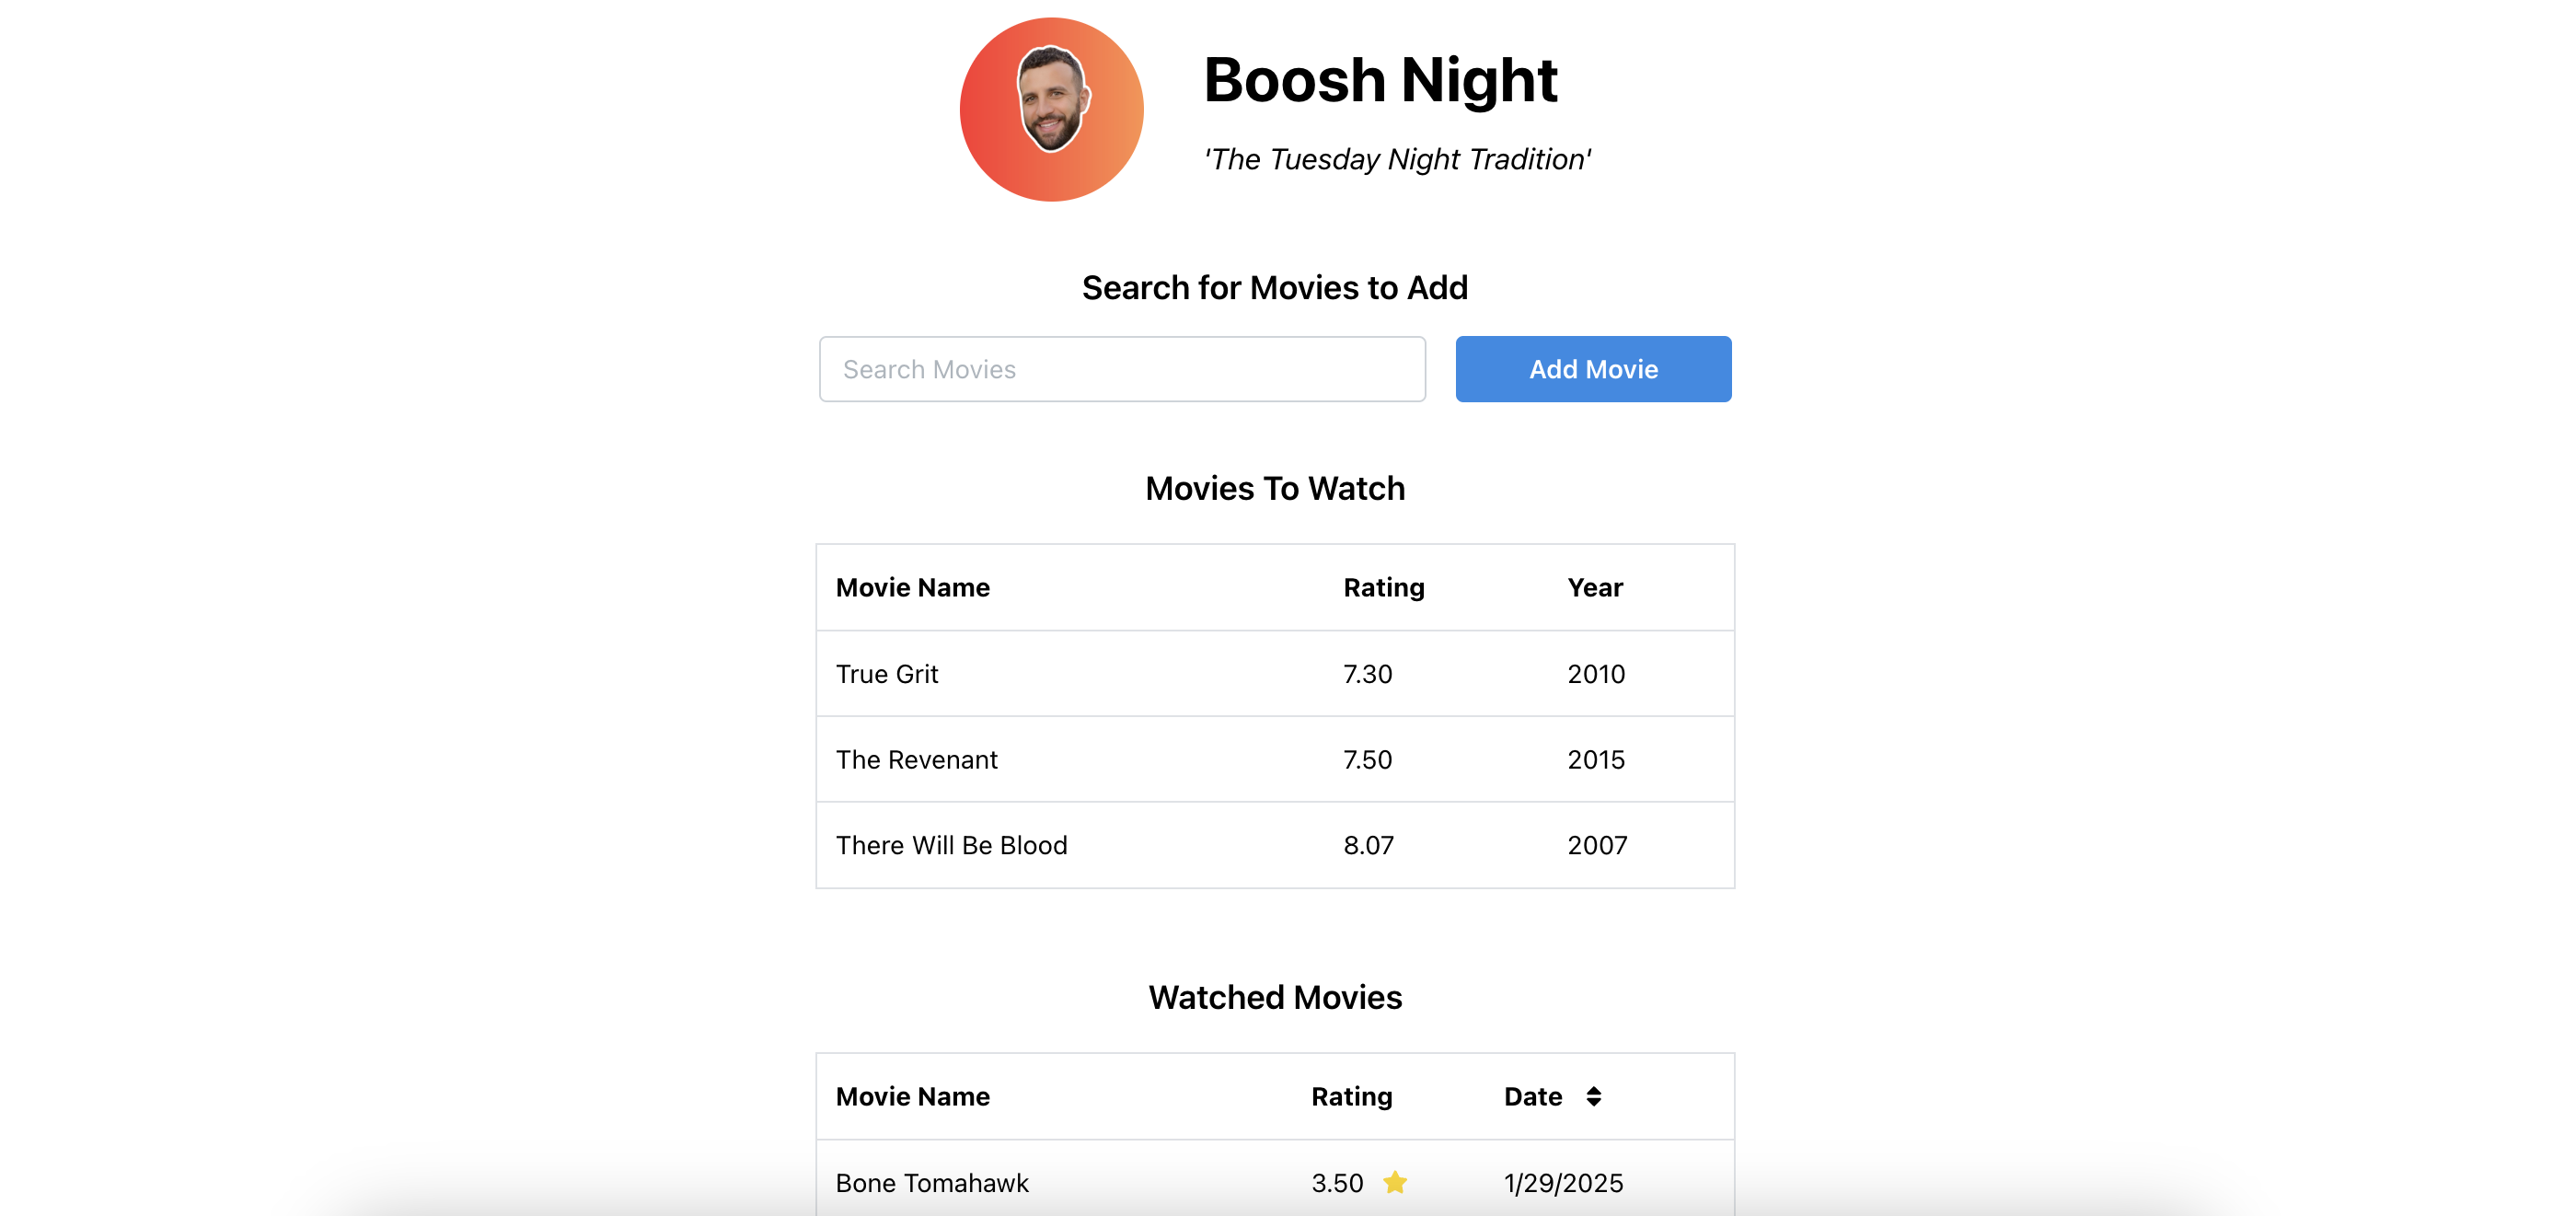 Boosh Night
'The Tuesday Night Tradition'
Search for Movies to Add
Search Movies Add Movie
Movies To Watch
Movie Name Rating Year
True Grit 7.30 2010
The Revenant 7.50 2015
There Will Be Blood 8.07 2007
Watched Movies
Movie Name Rating Date
Bone Tomahawk 3.50 1/29/2025